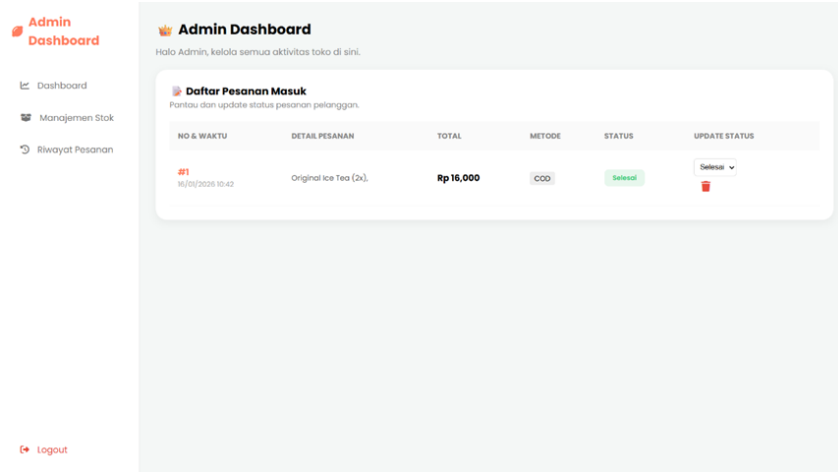 Admin
Dashboard
Dashboard
Manajemen Stok
Riwayat Pesanan
Logout
Admin Dashboard
Halo Admin, kelola semua aktivitas toko di sini.
Daftar Pesanan Masuk
Pantau dan update status pesanan pelanggan.
NO & WAKTU DETAIL PESANAN TOTAL METODE STATUS UPDATE STATUS
#1 Original Ice Tea (2x), Rp 16,000 COD Selesai Selesai
16/01/2026 10:42